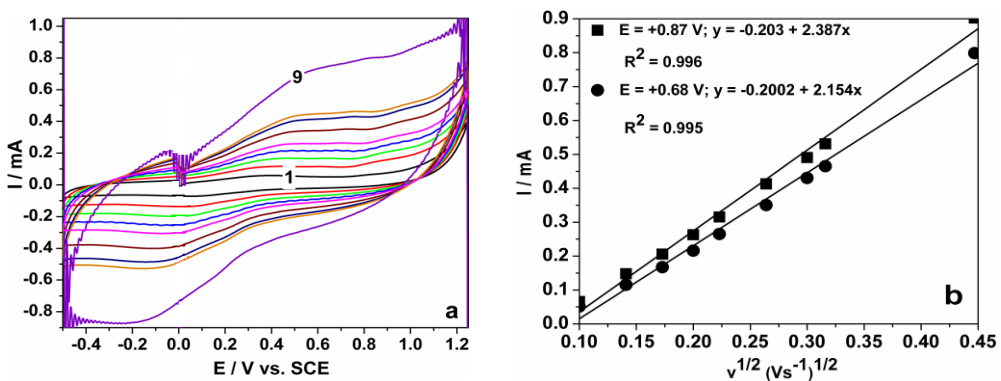 1.0
0.8
0.6
0.4
0.2
0.0
-0.2
-0.4
-0.6
-0.8
I / mA
9
1
a
-0.4 -0.2 0.0 0.2 0.4 0.6 0.8 1.0 1.2
E / V vs. SCE
0.9
0.8
0.7
0.6
0.5
0.4
0.3
0.2
0.1
0.0
I / mA
E = +0.87 V; y = -0.203 + 2.387x
R² = 0.996
E = +0.68 V; y = -0.2002 + 2.154x
R² = 0.995
b
0.10 0.15 0.20 0.25 0.30 0.35 0.40 0.45
v^1/2 (Vs^-1)^1/2